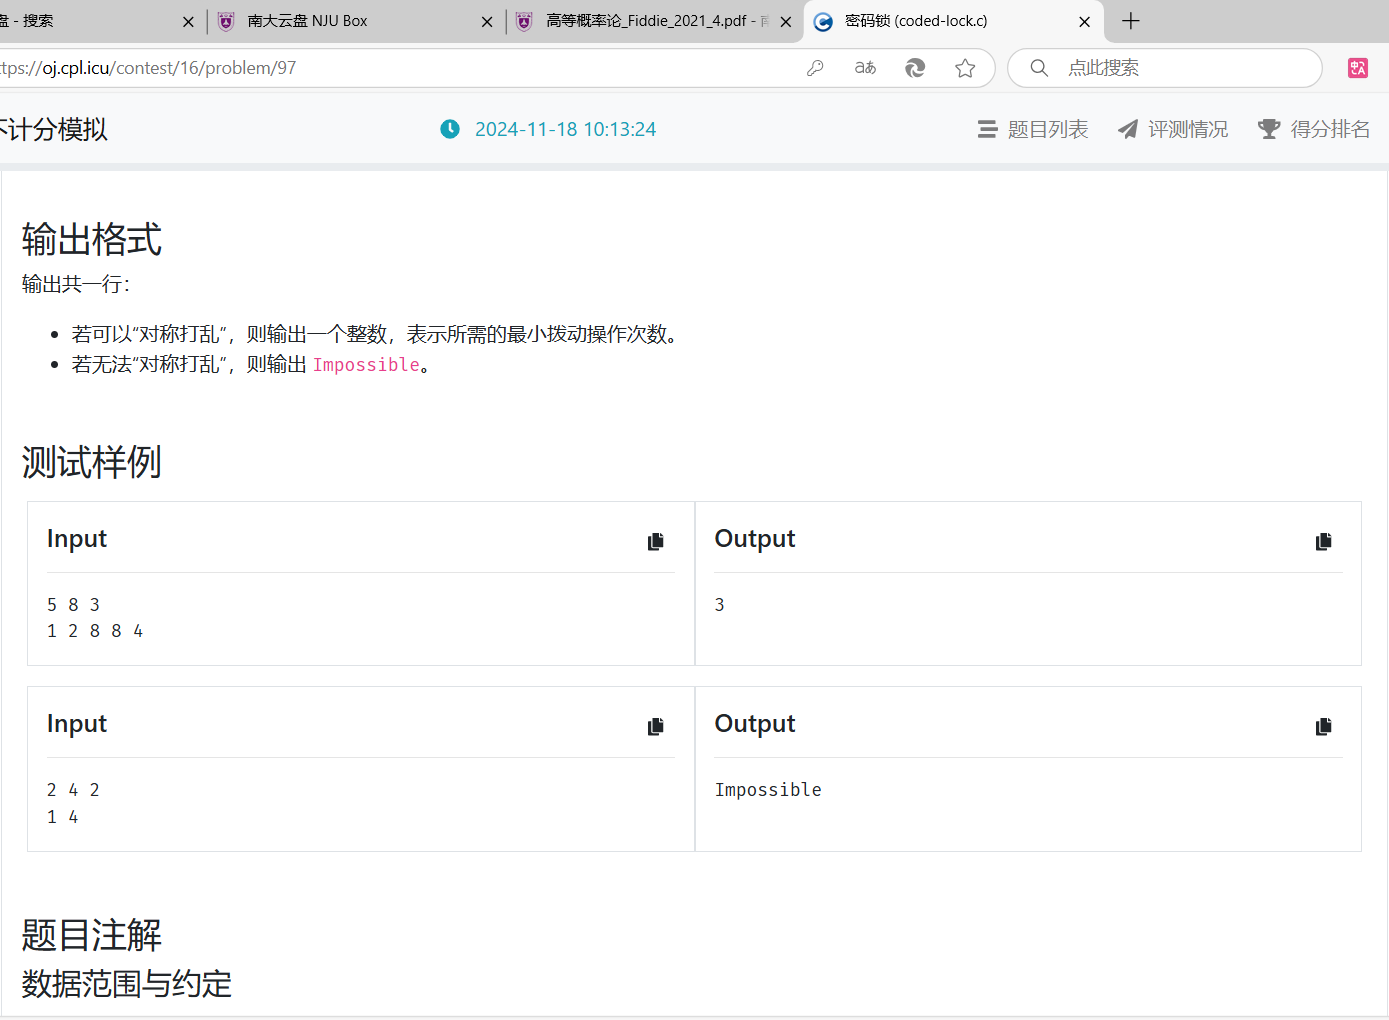 盘 - 搜索
南大云盘 NJU Box
高等概率论_Fiddie_2021_4.pdf -
密码锁 (coded-lock.c)
ttps://oj.cpl.icu/contest/16/problem/97
aあ
点此搜索
不计分模拟
2024-11-18 10:13:24
题目列表
评测情况
得分排名
输出格式
输出共一行：
若可以“对称打乱”，则输出一个整数，表示所需的最小拨动操作次数。
若无法“对称打乱”，则输出 Impossible。
测试样例
Input
Output
5 8 3
1 2 8 8 4
3
Input
Output
2 4 2
1 4
Impossible
题目注解
数据范围与约定